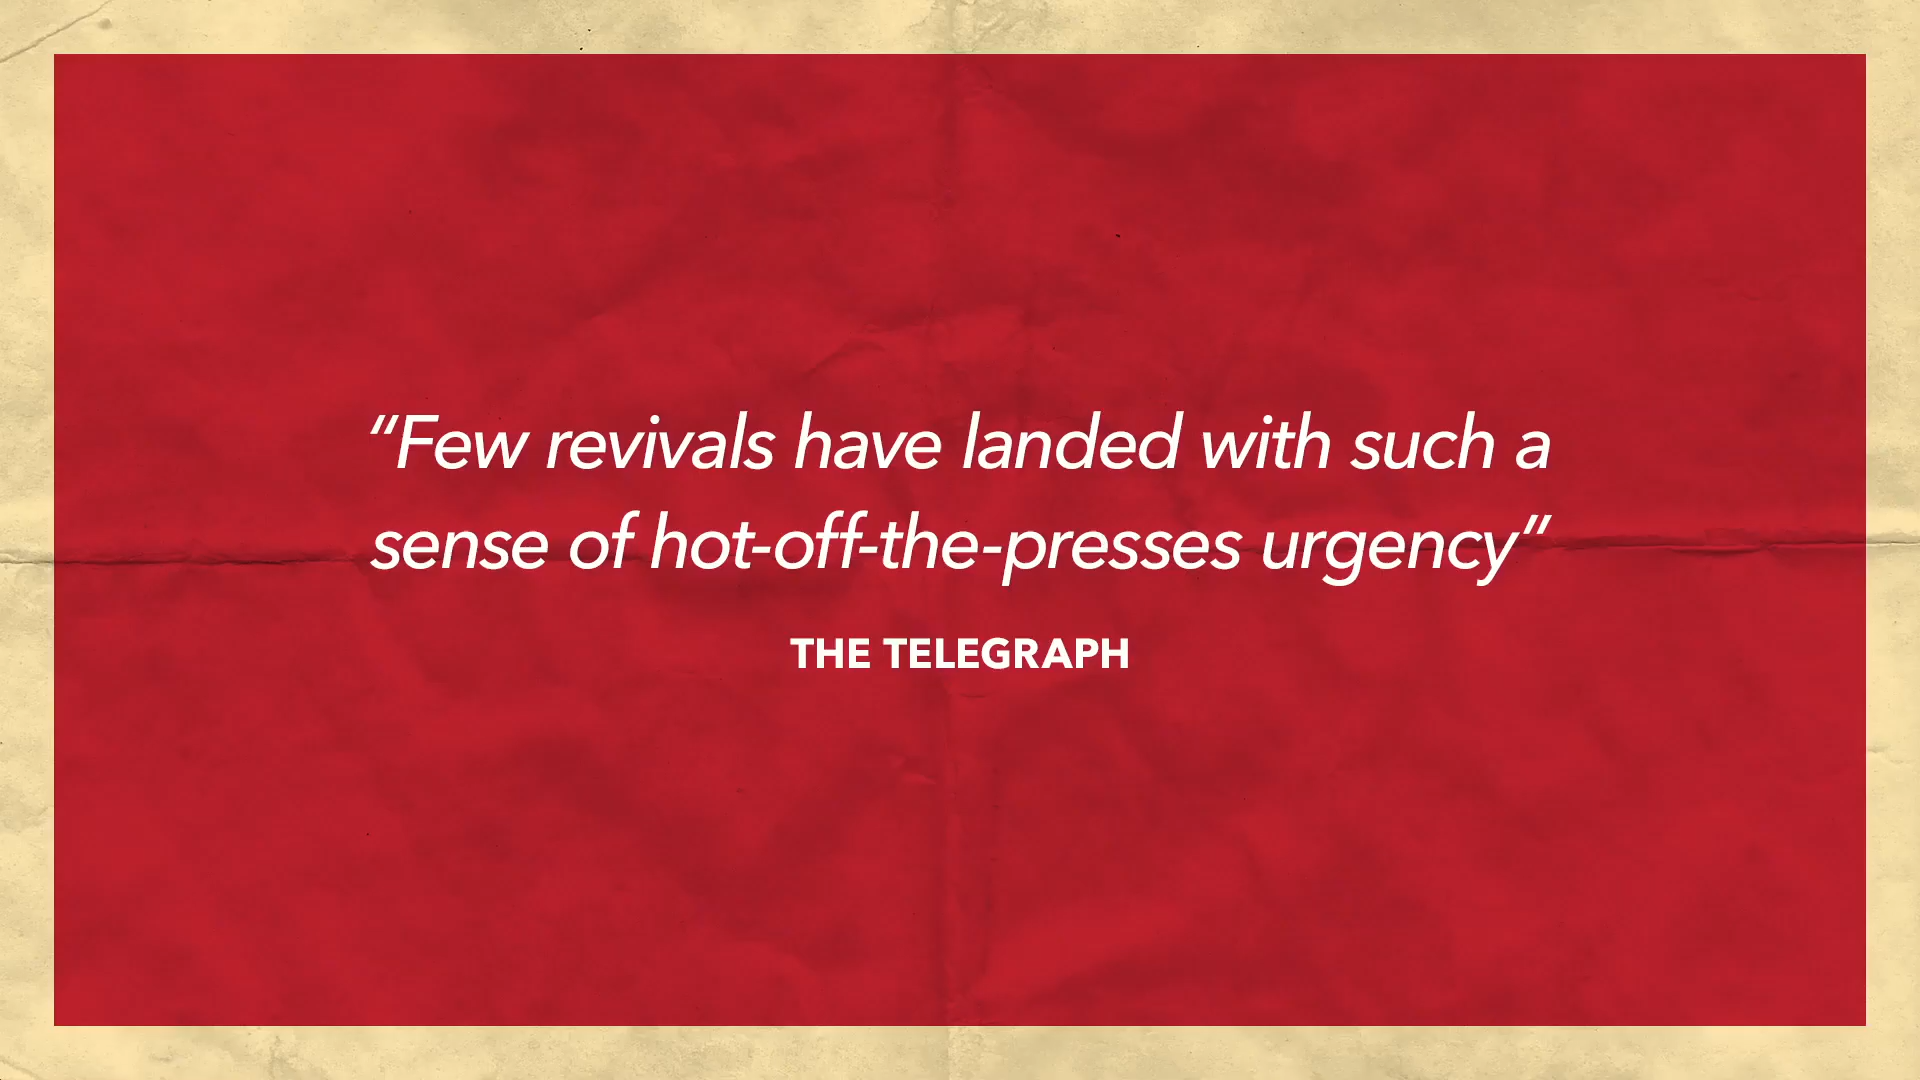 “Few revivals have landed with such a
sense of hot-off-the-presses urgency“
THE TELEGRAPH